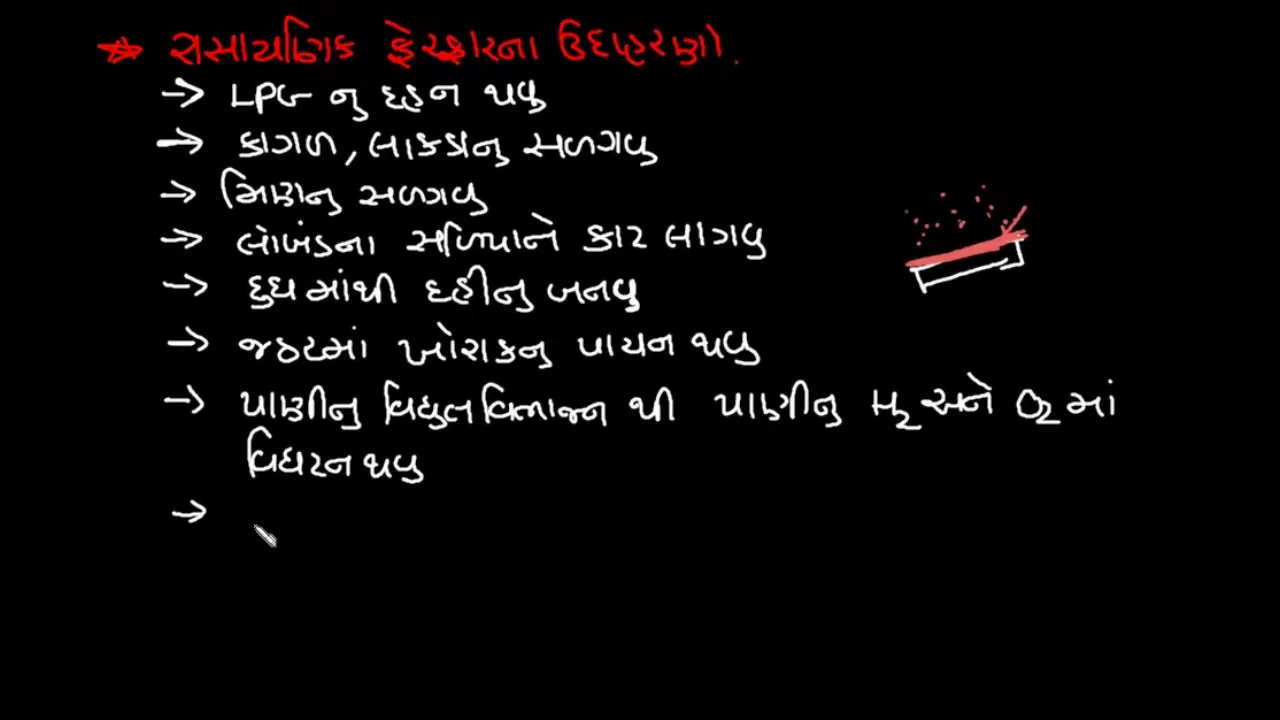 * રાસાયણિક ફેરફારના ઉદાહરણો.
→ LPG નુ દહન થવુ
→ કાગળ, લાકડાનુ સળગવુ
→ મિણનુ સળગવુ
→ લોખંડના સળિયાને કાટ લાગવુ
→ દુધમાંથી દહીનુ બનવુ
→ જઠરમાં ખોરાકનુ પાચન થવુ
→ પાણીનુ વિધુતવિભાજન થી પાણીનુ H₂ અને O₂ માં
વિઘટન થવુ
→